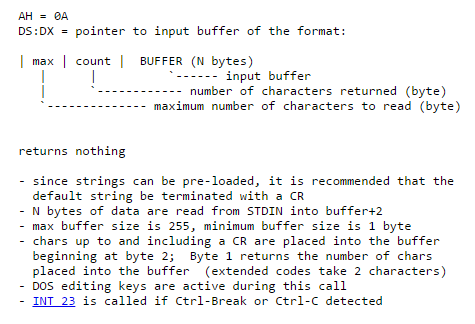 AH = 0A
DS:DX = pointer to input buffer of the format:
| max | count |  BUFFER (N bytes)
   |      |          `------ input buffer
   |      `------------ number of characters returned (byte)
   `-------------- maximum number of characters to read (byte)
returns nothing
- since strings can be pre-loaded, it is recommended that the
  default string be terminated with a CR
- N bytes of data are read from STDIN into buffer+2
- max buffer size is 255, minimum buffer size is 1 byte
- chars up to and including a CR are placed into the buffer
  beginning at byte 2;  Byte 1 returns the number of chars
  placed into the buffer  (extended codes take 2 characters)
- DOS editing keys are active during this call
- INT 23 is called if Ctrl-Break or Ctrl-C detected